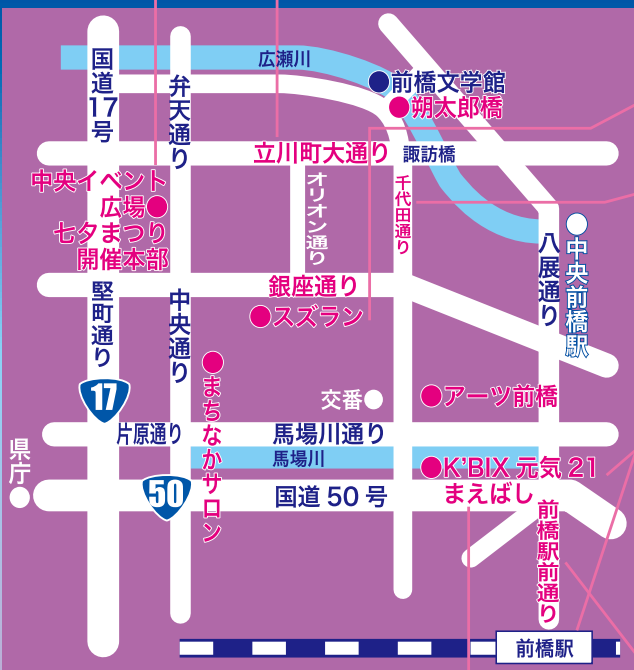 広瀬川
国道17号
弁天通り
前橋文学館
朔太郎橋
立川町大通り
諏訪橋
中央イベント
広場
七夕まつり
開催本部
オリオン通り
千代田通り
八展通り
中央前橋駅
銀座通り
スズラン
竪町通り
中央通り
17
まちなかサロン
交番
アーツ前橋
片原通り
馬場川通り
馬場川
県庁
50
国道50号
K’BIX 元気21
まえばし
前橋駅前通り
前橋駅